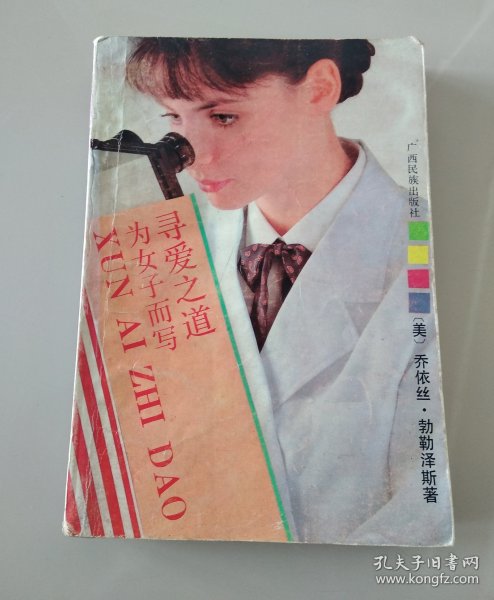 寻爱之道
为女子而写
XUN AI ZHI DAO
广西民族出版社
〔美〕乔依丝·勃勒泽斯著
孔夫子旧书网
www.kongfz.com